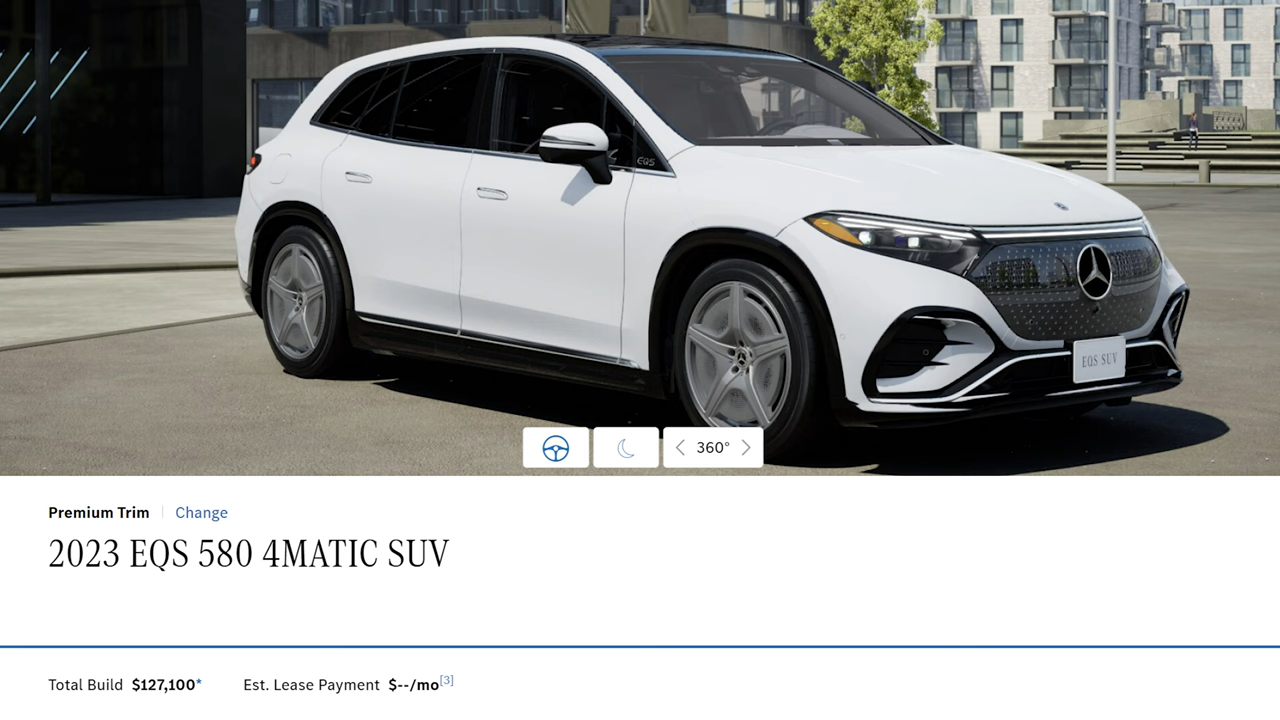 EQS
EQS SUV
360°
Premium Trim Change
2023 EQS 580 4MATIC SUV
Total Build $127,100* Est. Lease Payment $--/mo[3]